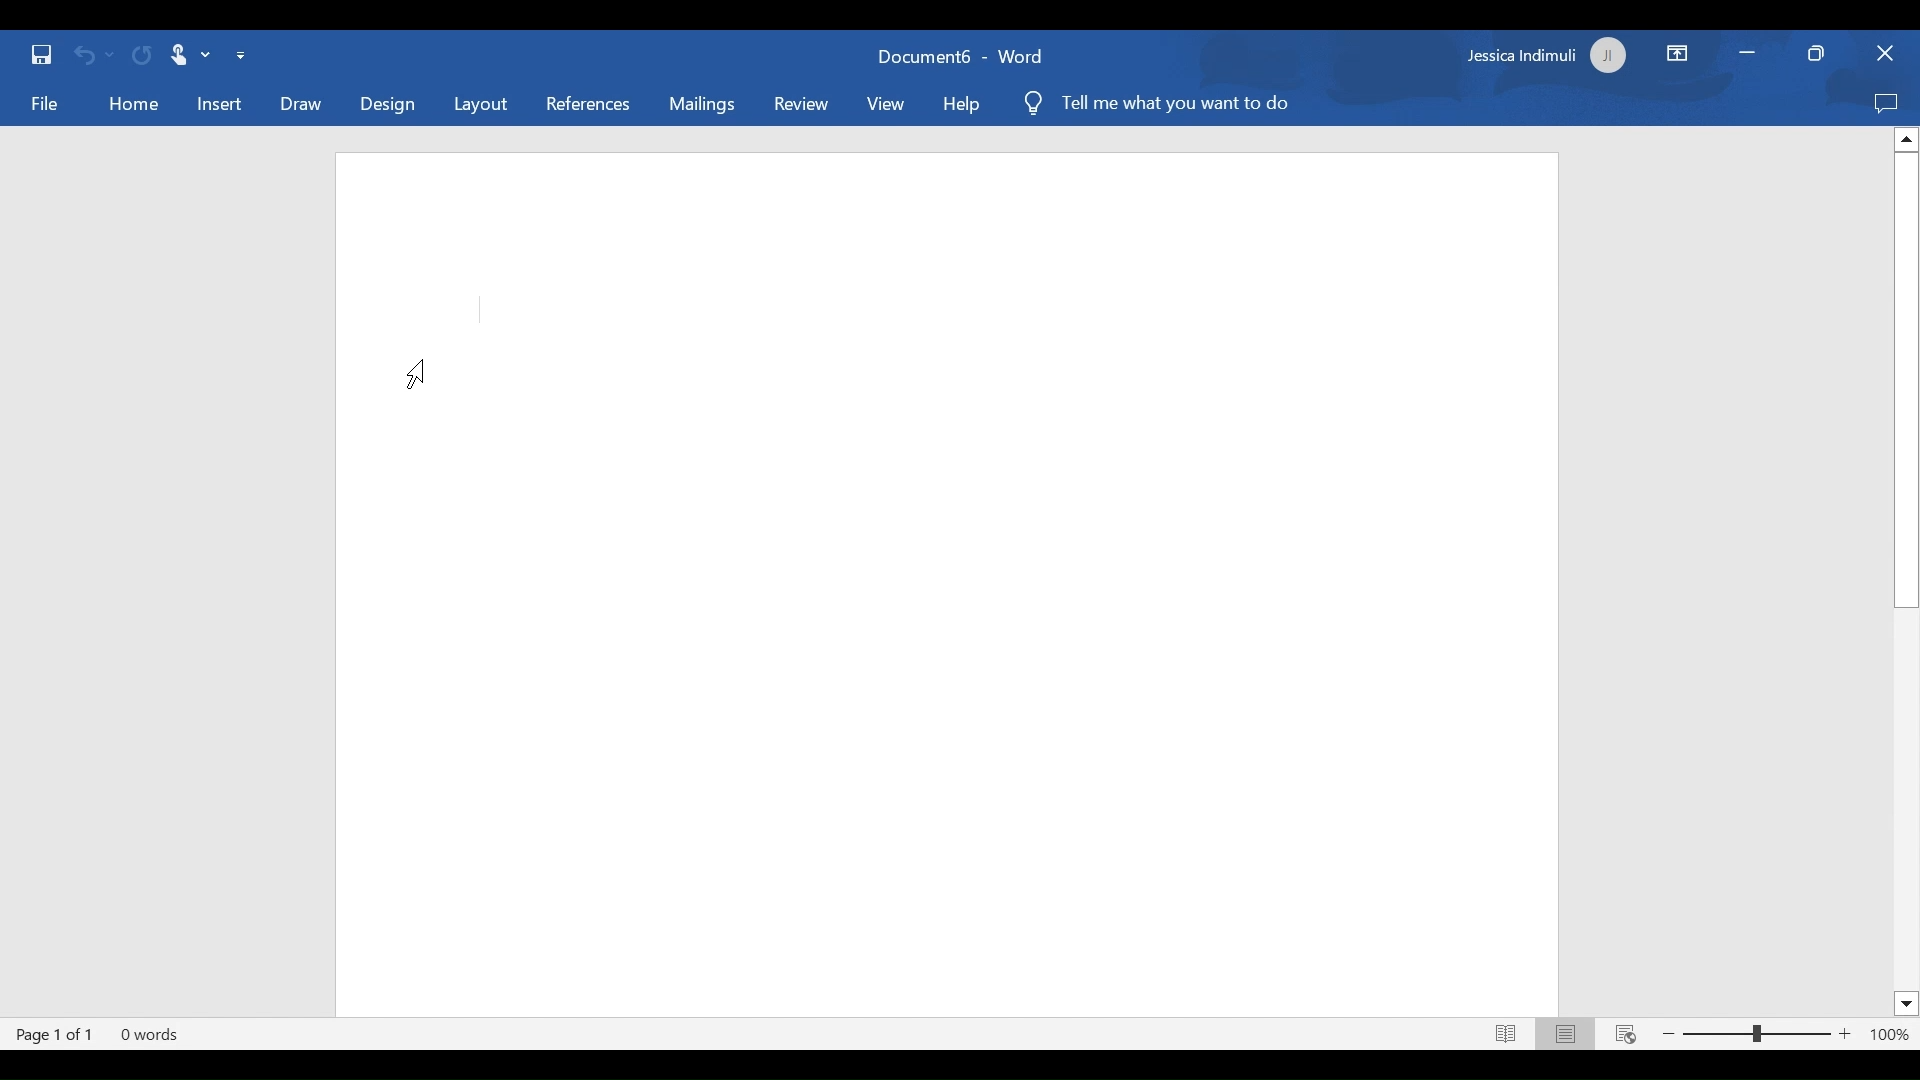 Document6 - Word
Jessica Indimuli JI
File Home Insert Draw Design Layout References Mailings Review View Help Tell me what you want to do
Page 1 of 1 0 words
100%